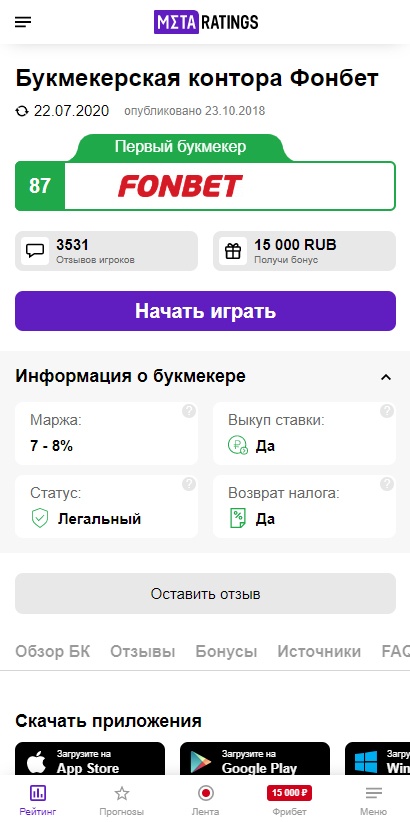 META RATINGS
Букмекерская контора Фонбет
22.07.2020 опубликовано 23.10.2018
Первый букмекер
87 FONBET
3531
Отзывов игроков
15 000 RUB
Получи бонус
Начать играть
Информация о букмекере
Маржа: ?
7 - 8%
Выкуп ставки: ?
Да
Статус: ?
Легальный
Возврат налога: ?
Да
Оставить отзыв
Обзор БК Отзывы Бонусы Источники FAQ
Скачать приложения
Загрузите на
App Store
Загрузите на
Google Play
Загру
Win
Рейтинг
Прогнозы
Лента
15 000 ₽
Фрибет
Меню